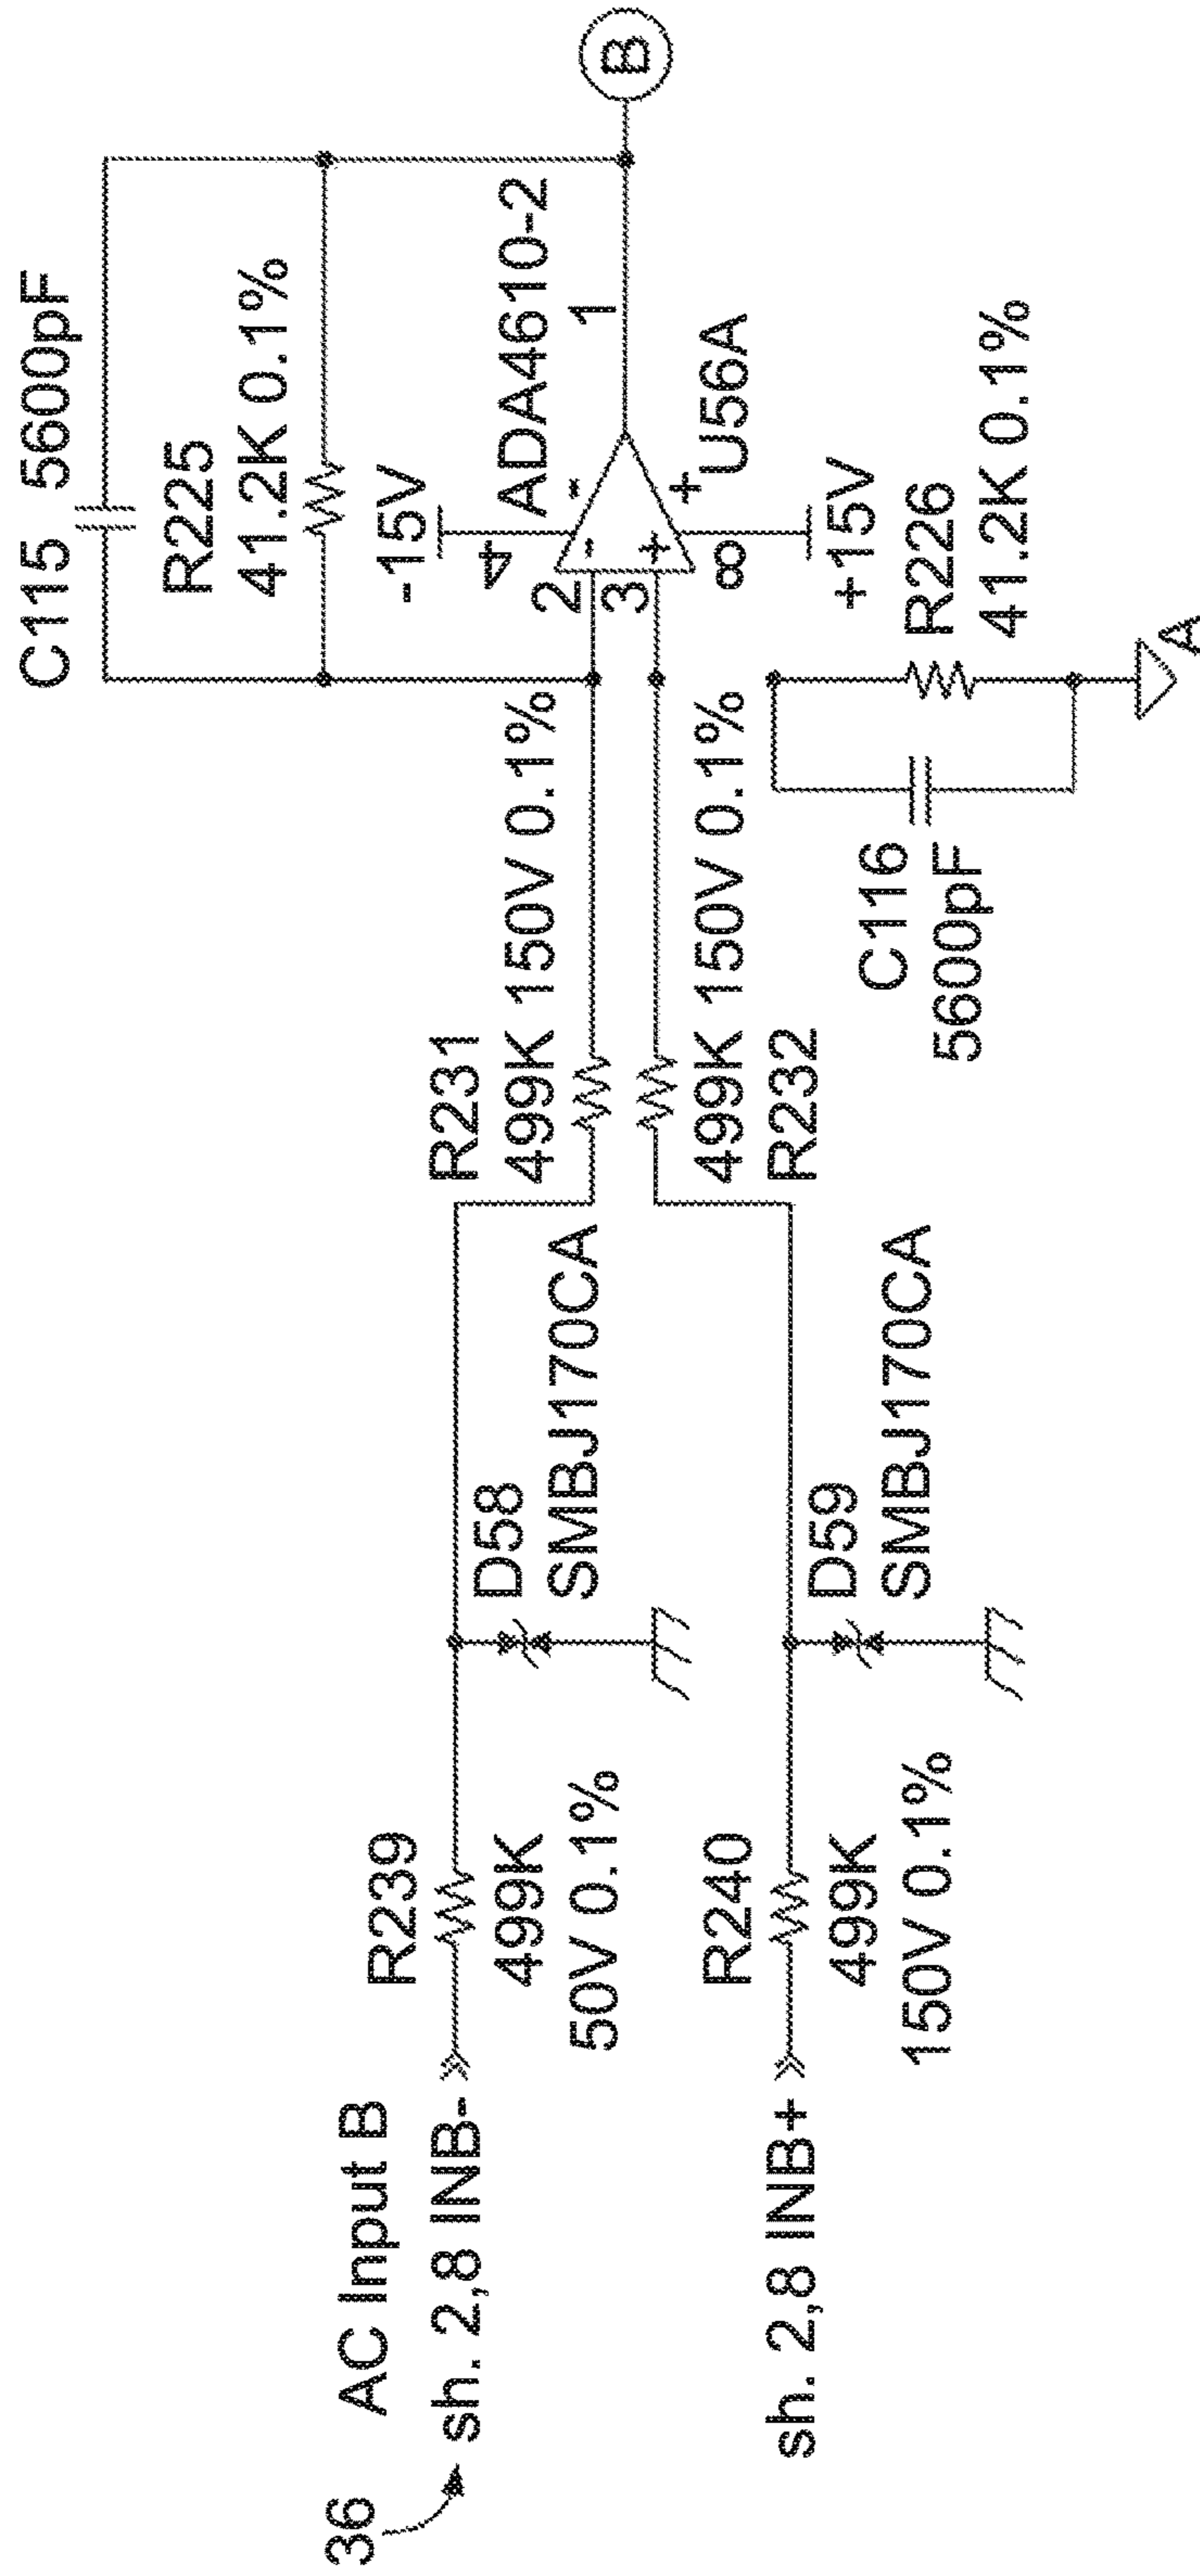 C115 5600pF
R225
41.2K 0.1%
-15V
4
ADA4610-2
-
2
-
1
B
3
+
+
8
U56A
+15V
R226
41.2K 0.1%
A
C116
5600pF
R231
499K 150V 0.1%
499K 150V 0.1%
R232
D58
SMBJ170CA
D59
SMBJ170CA
R239
499K
50V 0.1%
R240
499K
150V 0.1%
36
AC Input B
sh. 2,8 INB-
sh. 2,8 INB+